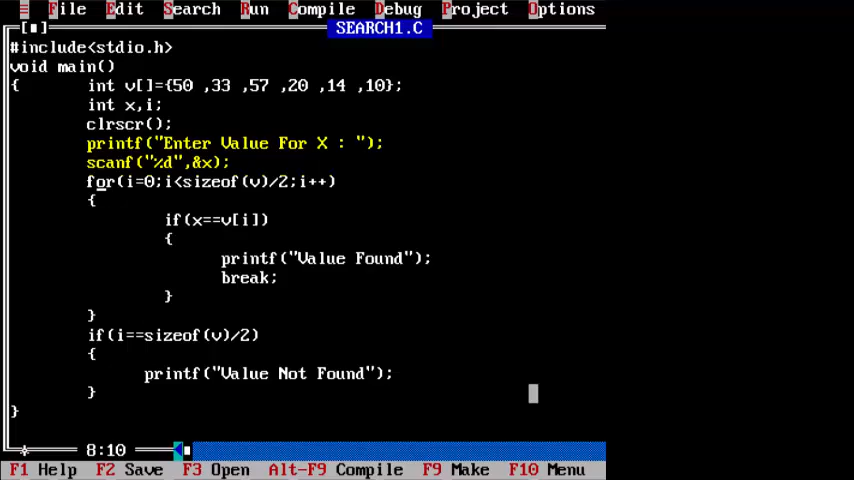 ≡ File Edit Search Run Compile Debug Project Options
[■] SEARCH1.C
#include<stdio.h>
void main()
{ int v[]={50 ,33 ,57 ,20 ,14 ,10};
int x,i;
clrscr();
printf("Enter Value For X : ");
scanf("%d",&x);
for(i=0;i<sizeof(v)/2;i++)
{
if(x==v[i])
{
printf("Value Found");
break;
}
}
if(i==sizeof(v)/2)
{
printf("Value Not Found");
}
}
8:10
F1 Help F2 Save F3 Open Alt-F9 Compile F9 Make F10 Menu